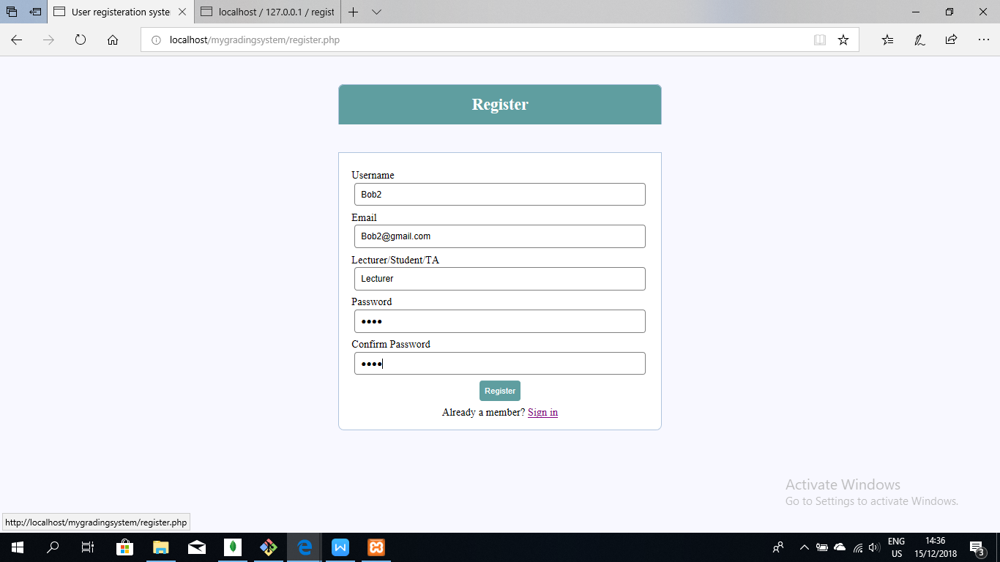 User registeration syste
localhost / 127.0.0.1 / regist
localhost/mygradingsystem/register.php
Register
Username
Bob2
Email
Bob2@gmail.com
Lecturer/Student/TA
Lecturer
Password
••••
Confirm Password
••••
Register
Already a member? Sign in
Activate Windows
Go to Settings to activate Windows.
http://localhost/mygradingsystem/register.php
ENG
US
14:36
15/12/2018
3